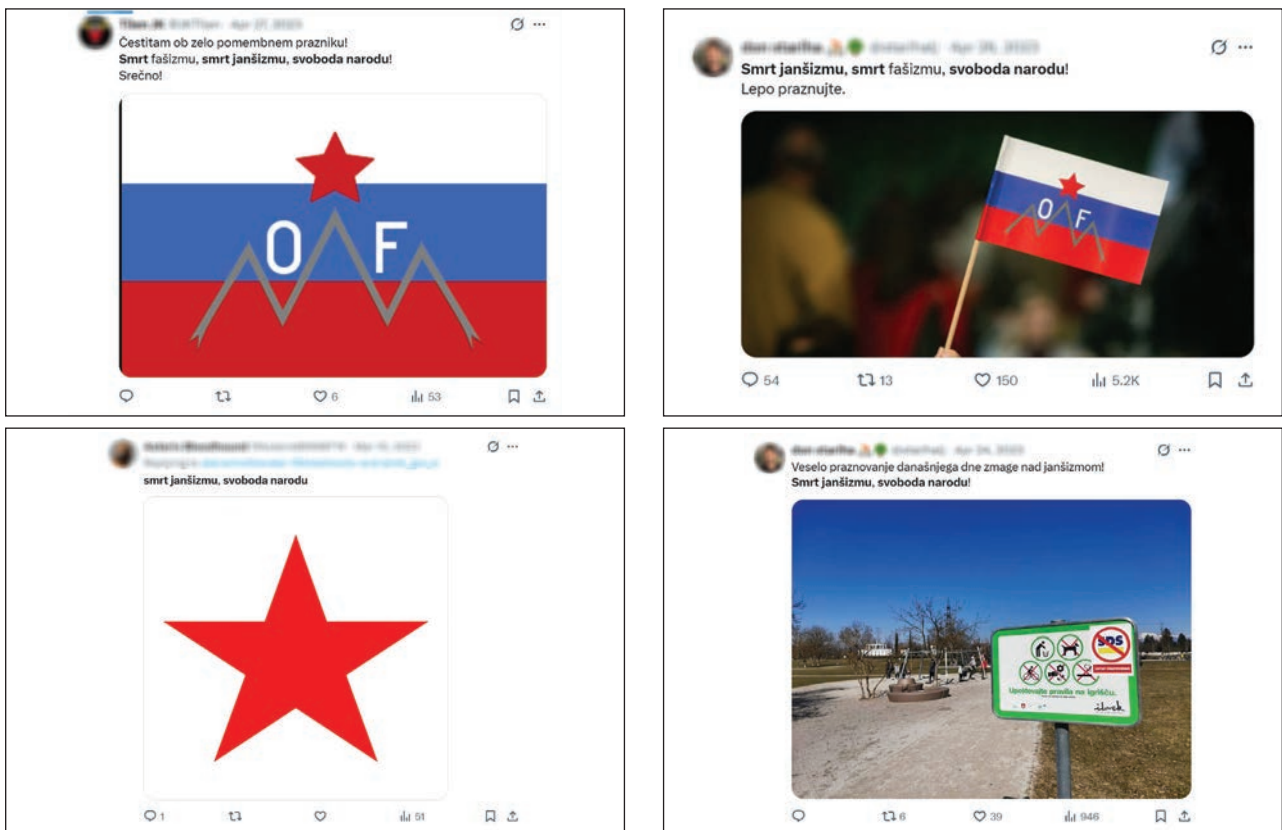 Čestitam ob zelo pomembnem prazniku!
Smrt fašizmu, smrt janšizmu, svoboda narodu!
Srečno!
O F
6
53
Smrt janšizmu, smrt fašizmu, svoboda narodu!
Lepo praznujte.
O F
54
13
150
5.2K
smrt janšizmu, svoboda narodu
1
51
Veselo praznovanje današnjega dne zmage nad janšizmom!
Smrt janšizmu, svoboda narodu!
SDS
Upoštevajte pravila na igrišču.
6
39
946